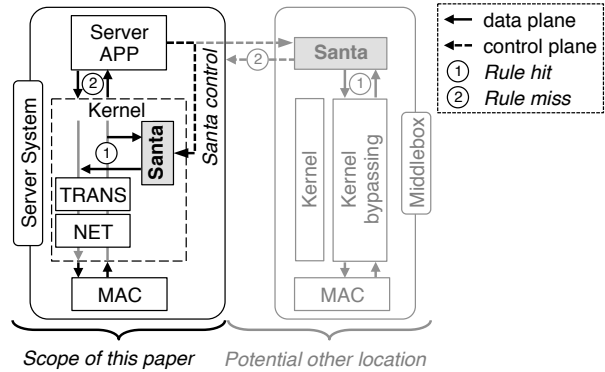 Server
APP
2
Kernel
1
Santa
TRANS
NET
MAC
Server System
Santa control
2
Santa
1
Kernel
Kernel
bypassing
MAC
Middlebox
data plane
control plane
1 Rule hit
2 Rule miss
Scope of this paper
Potential other location